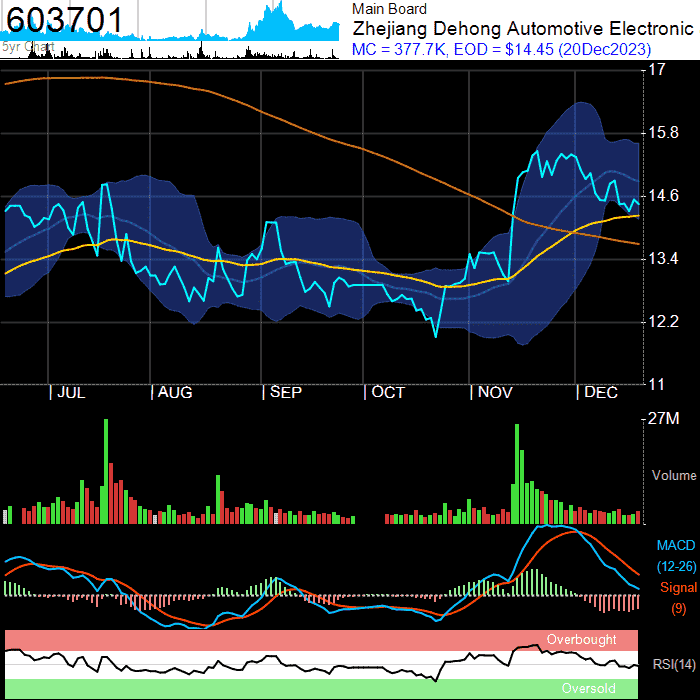 603701
5yr Chart
Main Board
Zhejiang Dehong Automotive Electronic
MC = 377.7K, EOD = $14.45 (20Dec2023)
17
15.8
14.6
13.4
12.2
11
JUL
AUG
SEP
OCT
NOV
DEC
27M
Volume
MACD
(12-26)
Signal
(9)
Overbought
RSI(14)
Oversold